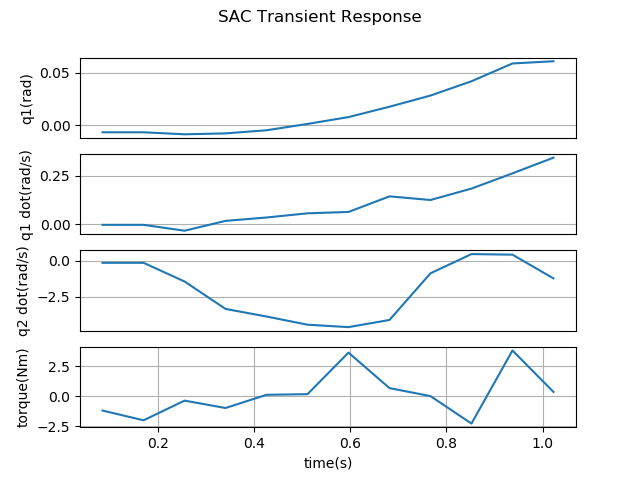 SAC Transient Response
0.05
0.00
q1(rad)
0.25
0.00
q1 dot(rad/s)
0.0
−2.5
q2 dot(rad/s)
2.5
0.0
−2.5
torque(Nm)
0.2 0.4 0.6 0.8 1.0
time(s)